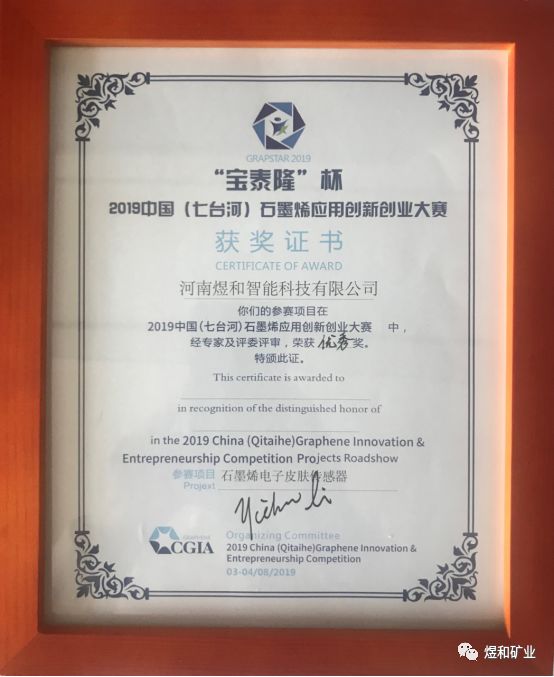 GRAPSTAR 2019
“宝泰隆”杯
2019中国（七台河）石墨烯应用创新创业大赛
获奖证书
CERTIFICATE OF AWARD
河南煜和智能科技有限公司
你们的参赛项目在
2019中国(七台河)石墨烯应用创新创业大赛 中，
经专家及评委评审，荣获 优秀奖。
特颁此证。
This certificate is awarded to
in recognition of the distinguished honor of
in the 2019 China (Qitaihe)Graphene Innovation &
Entrepreneurship Competition Projects Roadshow
参赛项目 石墨烯电子皮肤传感器
Project
GRAPHENE
CGIA
Organizing Committee
2019 China (Qitaihe)Graphene Innovation &
Entrepreneurship Competition
03-04/08/2019
煜和矿业